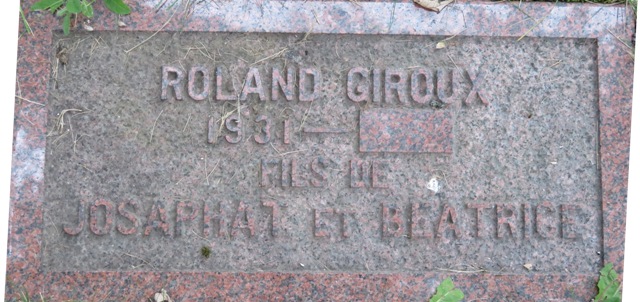 ROLAND GIROUX
1931 —
FILS DE
JOSAPHAT ET BEATRICE